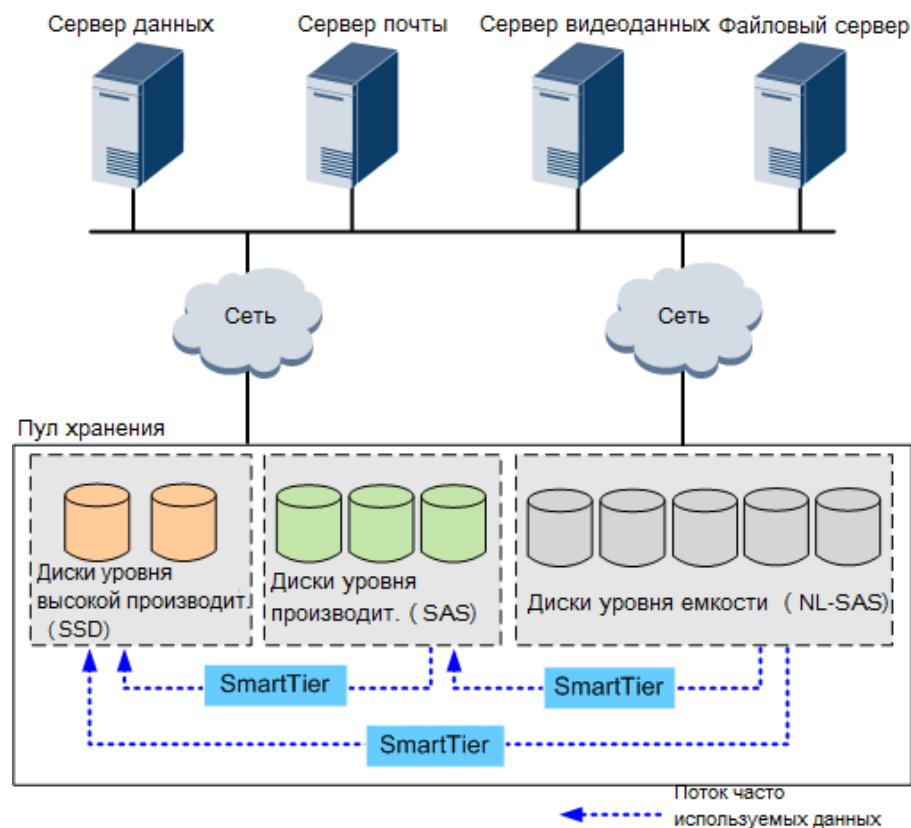 Сервер данных
Сервер почты
Сервер видеоданных
Файловый сервер
Сеть
Сеть
Пул хранения
Диски уровня
высокой производит.
(SSD)
Диски уровня
производит. (SAS)
Диски уровня емкости (NL-SAS)
SmartTier
SmartTier
SmartTier
Поток часто
используемых данных